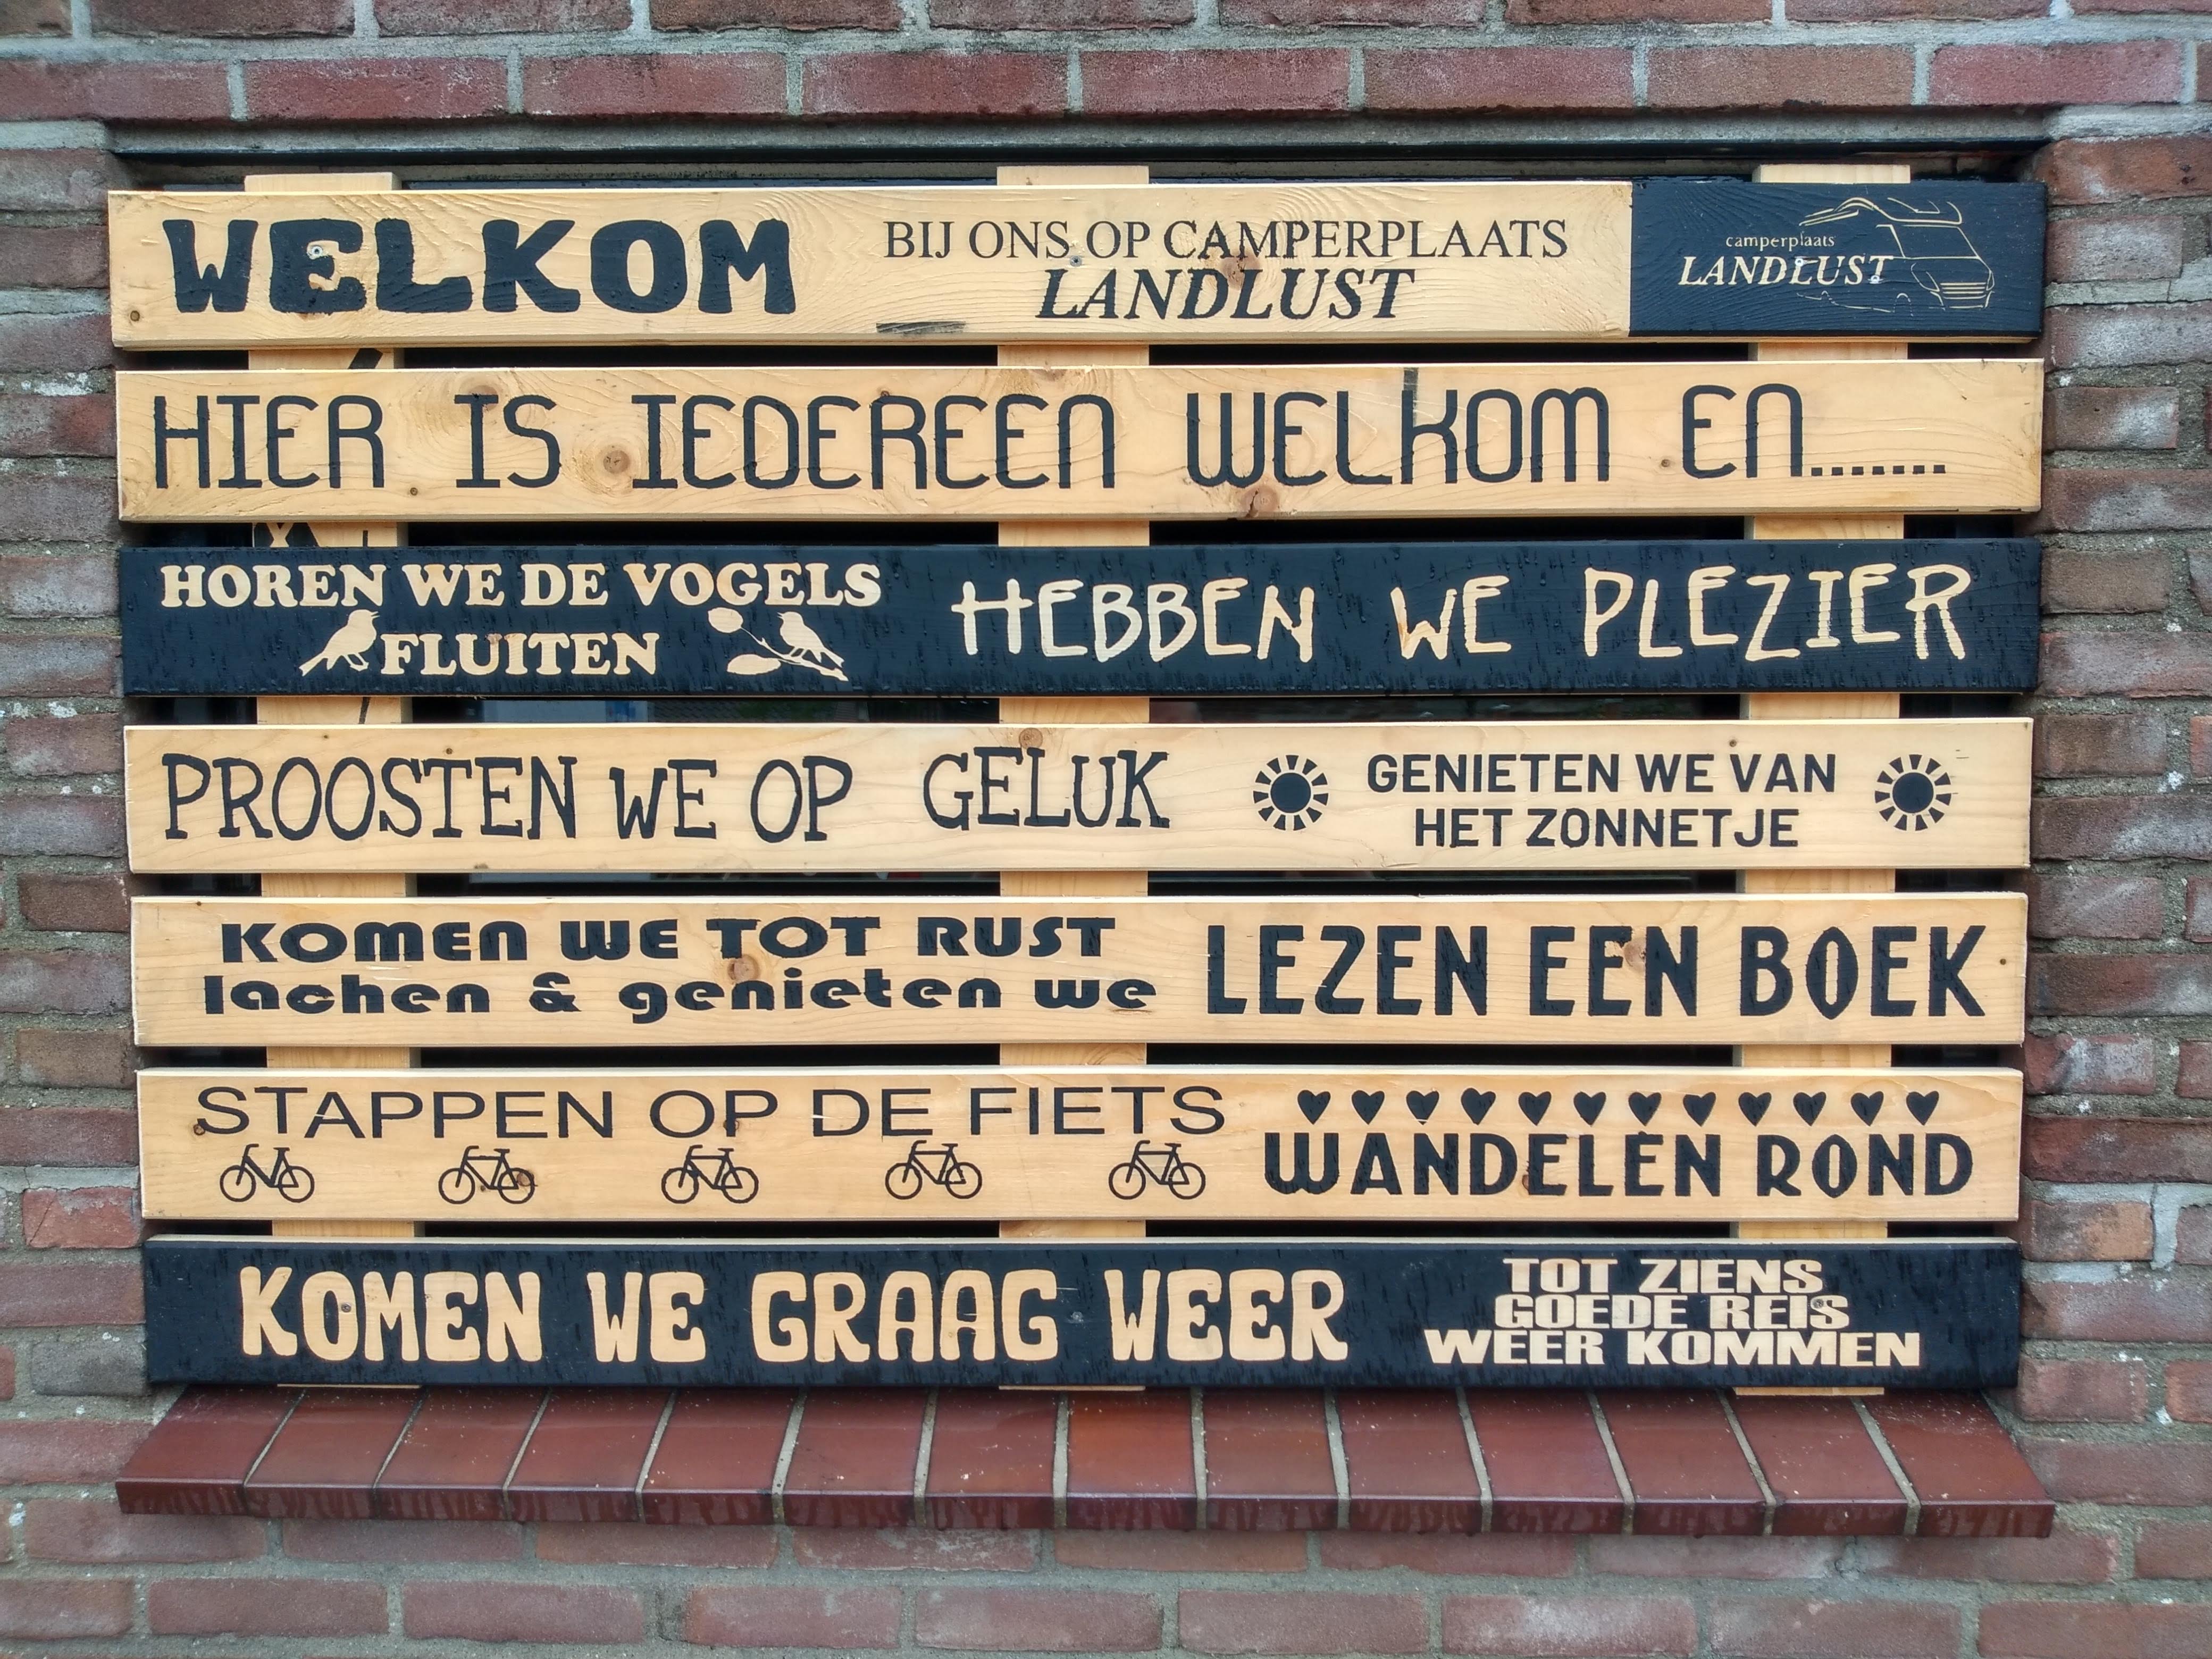 WELKOM
BIJ ONS OP CAMPERPLAATS
LANDLUST
camperplaats
LANDLUST
HIER IS IEDEREEN WELKOM EN.......
HOREN WE DE VOGELS
FLUITEN
HEBBEN WE PLEZIER
PROOSTEN WE OP GELUK
GENIETEN WE VAN
HET ZONNETJE
KOMEN WE TOT RUST
lachen & genieten we
LEZEN EEN BOEK
STAPPEN OP DE FIETS
WANDELEN ROND
KOMEN WE GRAAG WEER
TOT ZIENS
GOEDE REIS
WEER KOMMEN